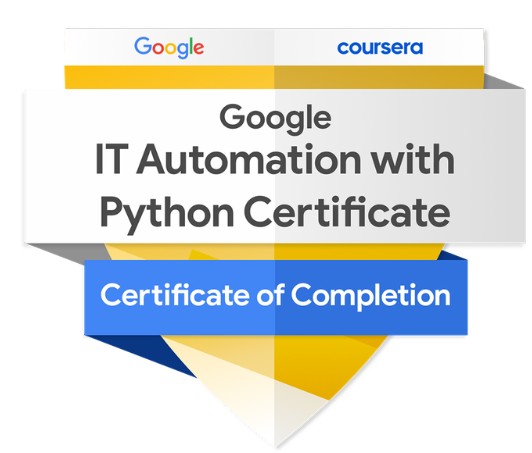 Google coursera
Google
IT Automation with
Python Certificate
Certificate of Completion